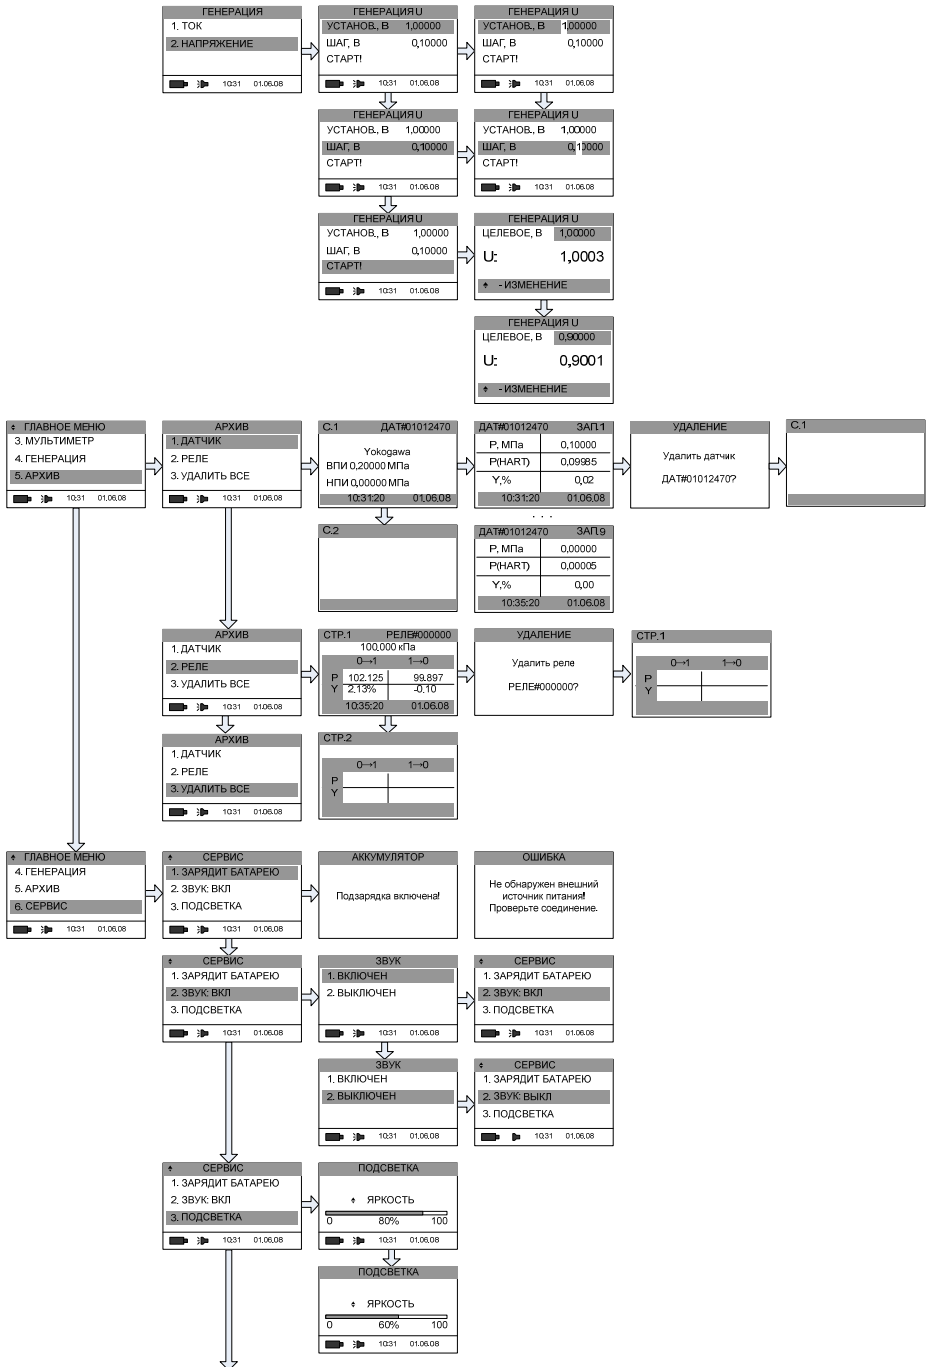 ГЕНЕРАЦИЯ
1. ТОК
2. НАПРЯЖЕНИЕ
10:31 01.06.08
ГЕНЕРАЦИЯ U
УСТАНОВ., В 1,00000
ШАГ, В 0,10000
СТАРТ!
10:31 01.06.08
ГЕНЕРАЦИЯ U
УСТАНОВ., В 1,00000
ШАГ, В 0,10000
СТАРТ!
10:31 01.06.08
ГЕНЕРАЦИЯ U
УСТАНОВ., В 1,00000
ШАГ, В 0,10000
СТАРТ!
10:31 01.06.08
ГЕНЕРАЦИЯ U
УСТАНОВ., В 1,00000
ШАГ, В 0,10000
СТАРТ!
10:31 01.06.08
ГЕНЕРАЦИЯ U
УСТАНОВ., В 1,00000
ШАГ, В 0,10000
СТАРТ!
10:31 01.06.08
ГЕНЕРАЦИЯ U
ЦЕЛЕВОЕ, В 1,00000
U: 1,0003
- ИЗМЕНЕНИЕ
ГЕНЕРАЦИЯ U
ЦЕЛЕВОЕ, В 0,90000
U: 0,9001
- ИЗМЕНЕНИЕ
ГЛАВНОЕ МЕНЮ
3. МУЛЬТИМЕТР
4. ГЕНЕРАЦИЯ
5. АРХИВ
10:31 01.06.08
АРХИВ
1. ДАТЧИК
2. РЕЛЕ
3. УДАЛИТЬ ВСЕ
10:31 01.06.08
С.1 ДАТ#01012470
Yokogawa
ВПИ 0,20000 МПа
НПИ 0,00000 МПа
10:31:20 01.06.08
ДАТ#01012470 ЗАП.1
P, МПа 0,10000
P(HART) 0,09985
Y,% 0,02
10:31:20 01.06.08
УДАЛЕНИЕ
Удалить датчик
ДАТ#01012470?
С.1
. . .
С.2
ДАТ#01012470 ЗАП.9
P, МПа 0,00000
P(HART) 0,00005
Y,% 0,00
10:35:20 01.06.08
АРХИВ
1. ДАТЧИК
2. РЕЛЕ
3. УДАЛИТЬ ВСЕ
10:31 01.06.08
СТР.1 РЕЛЕ#000000
100,000 кПа
0→1 1→0
P 102.125 99.897
Y 2.13% -0.10
10:35:20 01.06.08
УДАЛЕНИЕ
Удалить реле
РЕЛЕ#000000?
СТР.1
0→1 1→0
P
Y
АРХИВ
1. ДАТЧИК
2. РЕЛЕ
3. УДАЛИТЬ ВСЕ
10:31 01.06.08
СТР.2
0→1 1→0
P
Y
ГЛАВНОЕ МЕНЮ
4. ГЕНЕРАЦИЯ
5. АРХИВ
6. СЕРВИС
10:31 01.06.08
СЕРВИС
1. ЗАРЯДИТ БАТАРЕЮ
2. ЗВУК: ВКЛ
3. ПОДСВЕТКА
10:31 01.06.08
АККУМУЛЯТОР
Подзарядка включена!
ОШИБКА
Не обнаружен внешний
источник питания!
Проверьте соединение.
СЕРВИС
1. ЗАРЯДИТ БАТАРЕЮ
2. ЗВУК: ВКЛ
3. ПОДСВЕТКА
10:31 01.06.08
ЗВУК
1. ВКЛЮЧЕН
2. ВЫКЛЮЧЕН
10:31 01.06.08
СЕРВИС
1. ЗАРЯДИТ БАТАРЕЮ
2. ЗВУК: ВКЛ
3. ПОДСВЕТКА
10:31 01.06.08
ЗВУК
1. ВКЛЮЧЕН
2. ВЫКЛЮЧЕН
10:31 01.06.08
СЕРВИС
1. ЗАРЯДИТ БАТАРЕЮ
2. ЗВУК: ВЫКЛ
3. ПОДСВЕТКА
10:31 01.06.08
СЕРВИС
1. ЗАРЯДИТ БАТАРЕЮ
2. ЗВУК: ВКЛ
3. ПОДСВЕТКА
10:31 01.06.08
ПОДСВЕТКА
ЯРКОСТЬ
0 80% 100
10:31 01.06.08
ПОДСВЕТКА
ЯРКОСТЬ
0 60% 100
10:31 01.06.08